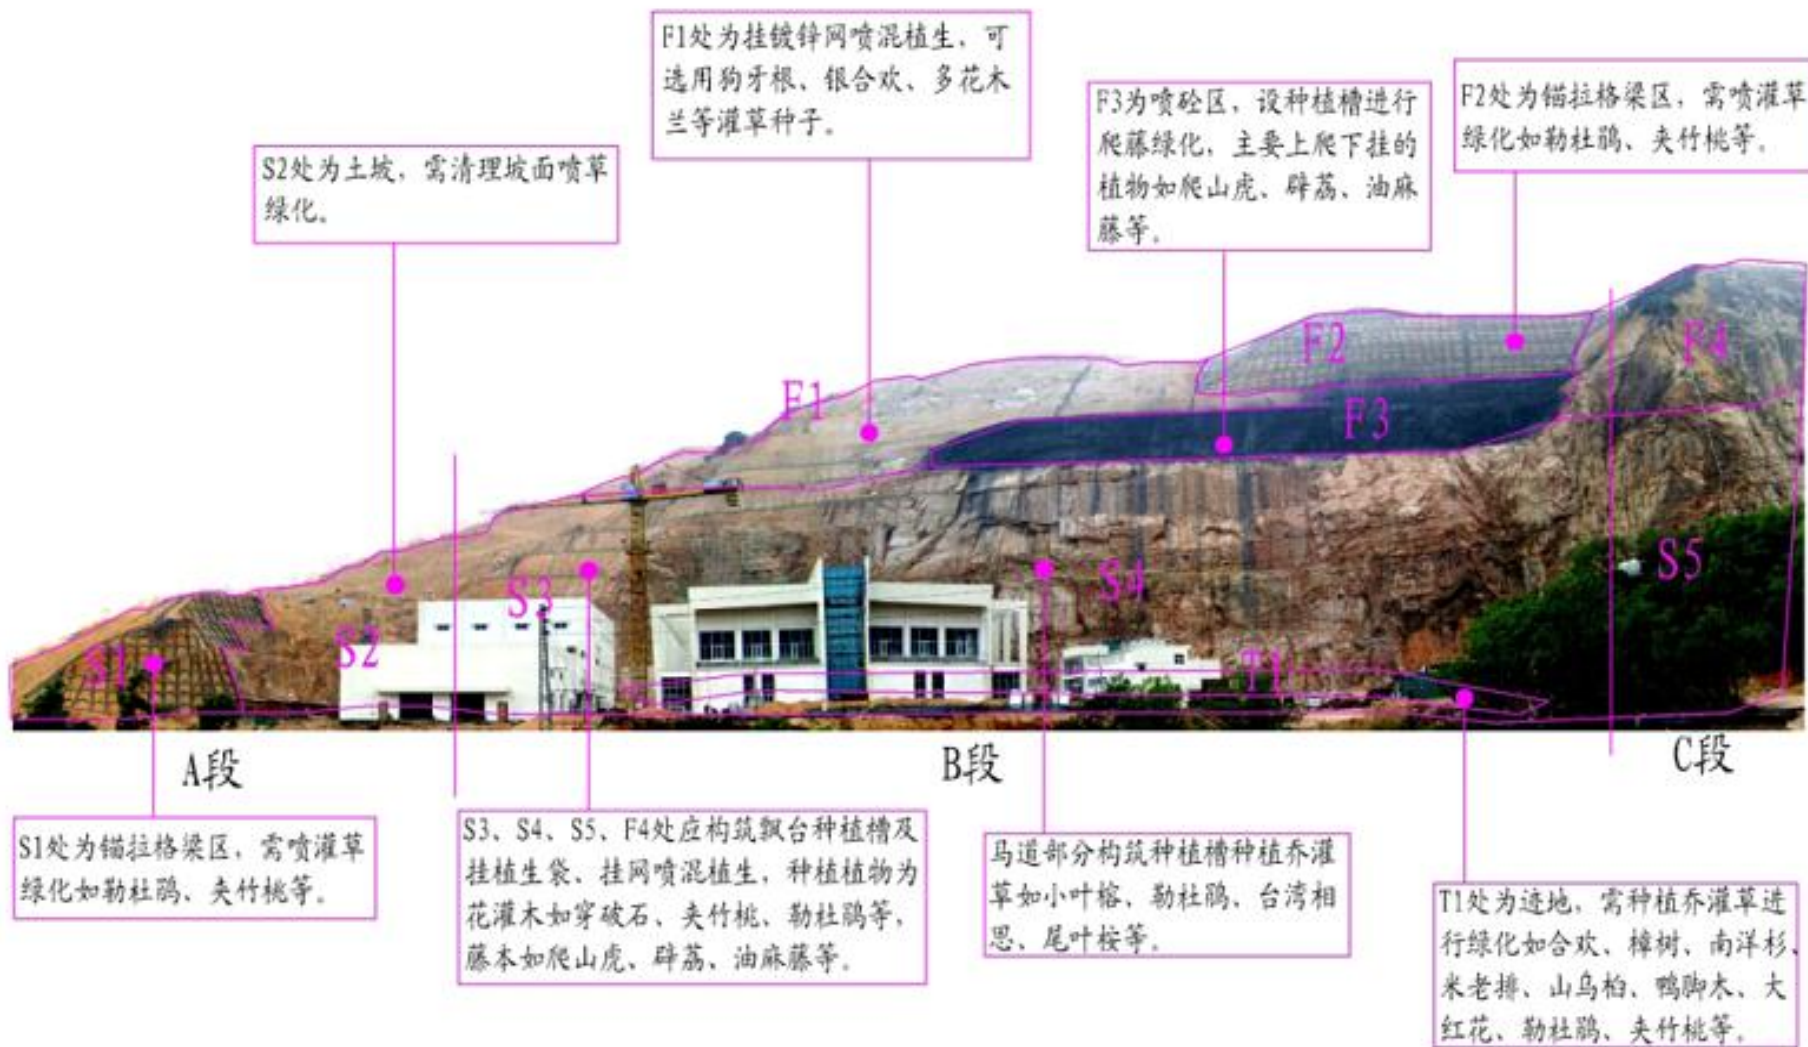 F1处为挂镀锌网喷混植生，可
选用狗牙根、银合欢、多花木
兰等灌草种子。
F2处为锚拉格梁区，需喷灌草
绿化如勒杜鹃、夹竹桃等。
F3为喷砼区，设种植槽进行
爬藤绿化，主要上爬下挂的
植物如爬山虎、辟荔、油麻
藤等。
S2处为土坡，需清理坡面喷草
绿化。
F1
F2
F3
F4
S1
S2
S3
S4
S5
T1
A段
B段
C段
S1处为锚拉格梁区，需喷灌草
绿化如勒杜鹃、夹竹桃等。
S3、S4、S5、F4处应构筑飘台种植槽及
挂植生袋、挂网喷混植生，种植植物为
花灌木如穿破石、夹竹桃、勒杜鹃等，
藤本如爬山虎、辟荔、油麻藤等。
马道部分构筑种植槽种植乔灌
草如小叶榕、勒杜鹃、台湾相
思、尾叶桉等。
T1处为迹地，需种植乔灌草进
行绿化如合欢、樟树、南洋杉、
米老排、山乌桕、鸭脚木、大
红花、勒杜鹃、夹竹桃等。